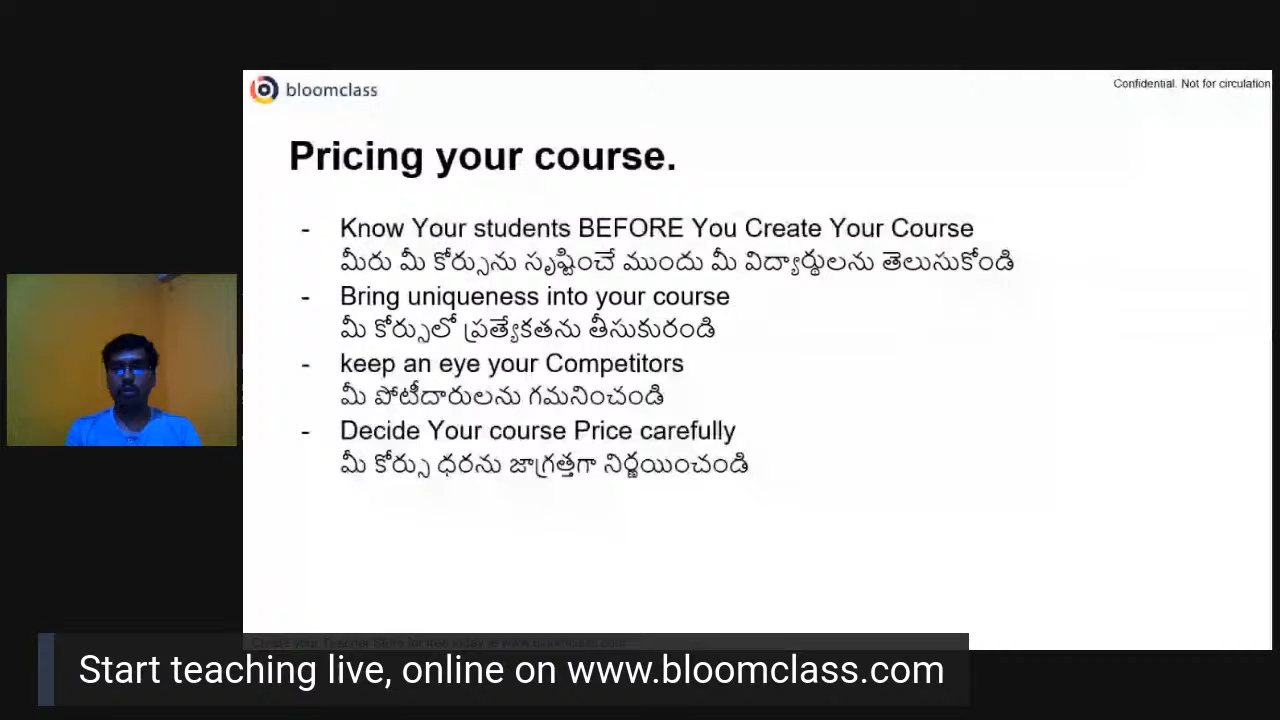 bloomclass
Confidential. Not for circulation
Pricing your course.
- Know Your students BEFORE You Create Your Course
మీరు మీ కోర్సును సృష్టించే ముందు మీ విద్యార్థులను తెలుసుకోండి
- Bring uniqueness into your course
మీ కోర్సులో ప్రత్యేకతను తీసుకురండి
- keep an eye your Competitors
మీ పోటీదారులను గమనించండి
- Decide Your course Price carefully
మీ కోర్సు ధరను జాగ్రత్తగా నిర్ణయించండి
Start teaching live, online on www.bloomclass.com